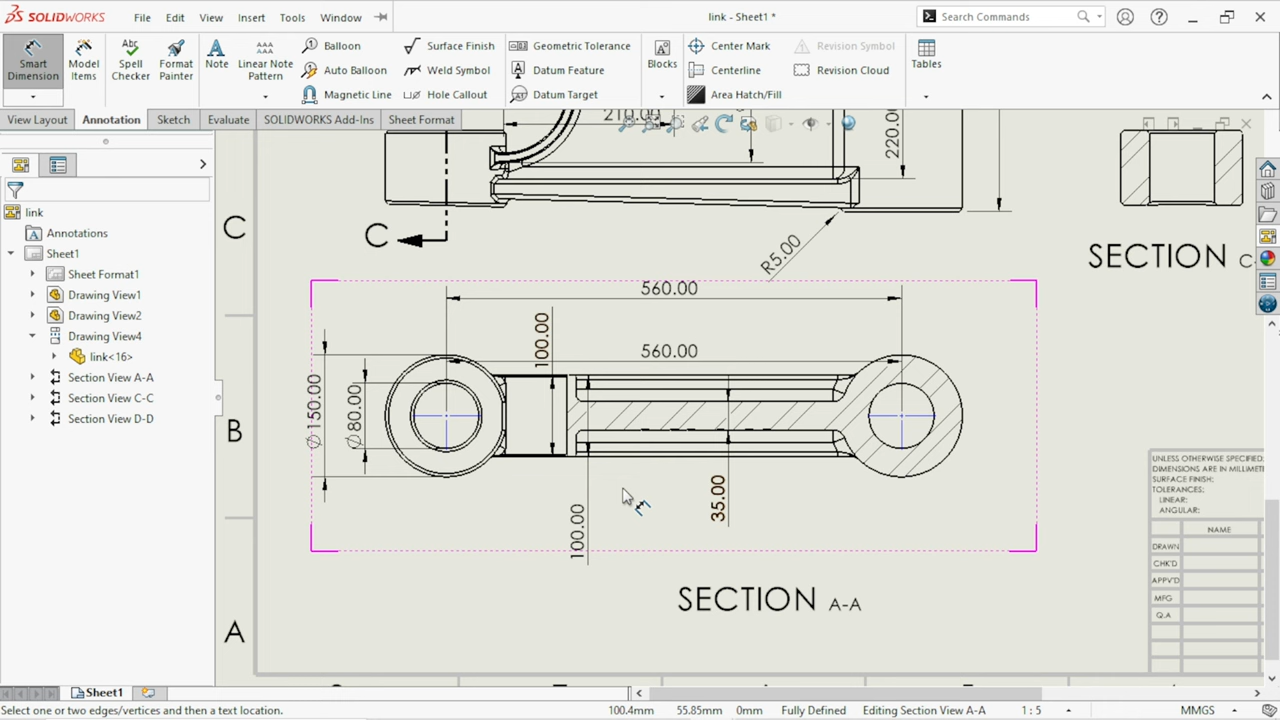 SOLIDWORKS
File Edit View Insert Tools Window
link - Sheet1 *
Search Commands
Smart Dimension
Model Items
Spell Checker
Format Painter
Note
Linear Note Pattern
Balloon
Auto Balloon
Magnetic Line
Surface Finish
Weld Symbol
Hole Callout
Geometric Tolerance
Datum Feature
Datum Target
Blocks
Center Mark
Centerline
Area Hatch/Fill
Revision Symbol
Revision Cloud
Tables
View Layout Annotation Sketch Evaluate SOLIDWORKS Add-Ins Sheet Format
link
Annotations
Sheet1
Sheet Format1
Drawing View1
Drawing View2
Drawing View4
link<16>
Section View A-A
Section View C-C
Section View D-D
C
B
A
210.00
220.00
C
R5.00
SECTION C-
560.00
560.00
100.00
∅150.00
∅80.00
35.00
100.00
SECTION A-A
UNLESS OTHERWISE SPECIFIED
DIMENSIONS ARE IN MILLIMET
SURFACE FINISH:
TOLERANCES:
LINEAR:
ANGULAR:
NAME
DRAWN
CHK'D
APPV'D
MFG
Q.A
Sheet1
Select one or two edges/vertices and then a text location.
100.4mm 55.85mm 0mm Fully Defined Editing Section View A-A 1 : 5 MMGS